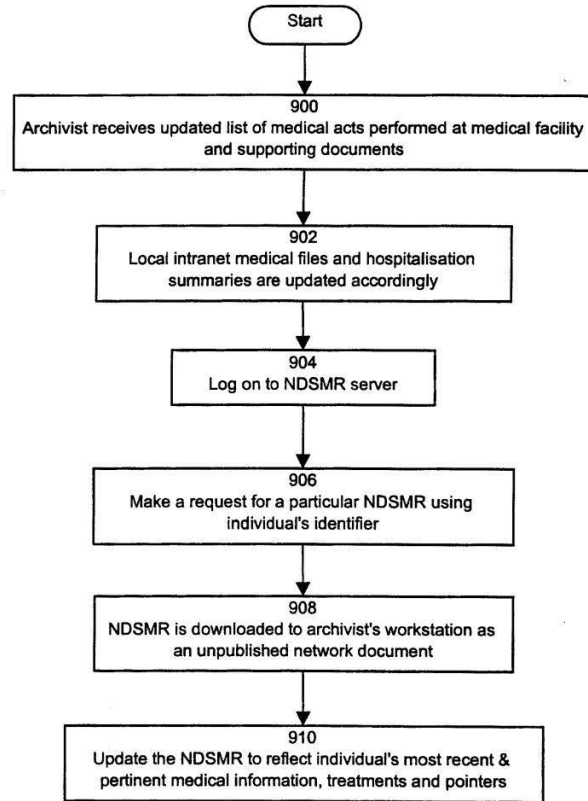 Start
900
Archivist receives updated list of medical acts performed at medical facility
and supporting documents
902
Local intranet medical files and hospitalisation
summaries are updated accordingly
904
Log on to NDSMR server
906
Make a request for a particular NDSMR using
individual's identifier
908
NDSMR is downloaded to archivist's workstation as
an unpublished network document
910
Update the NDSMR to reflect individual's most recent &
pertinent medical information, treatments and pointers